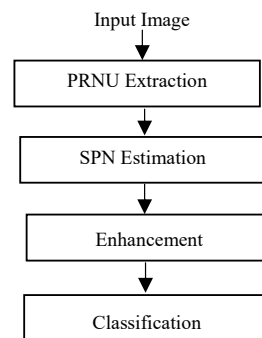 Input Image
PRNU Extraction
SPN Estimation
Enhancement
Classification